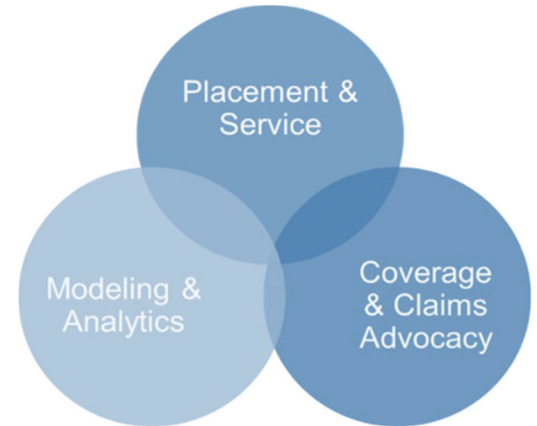 Placement &
Service
Modeling &
Analytics
Coverage
& Claims
Advocacy